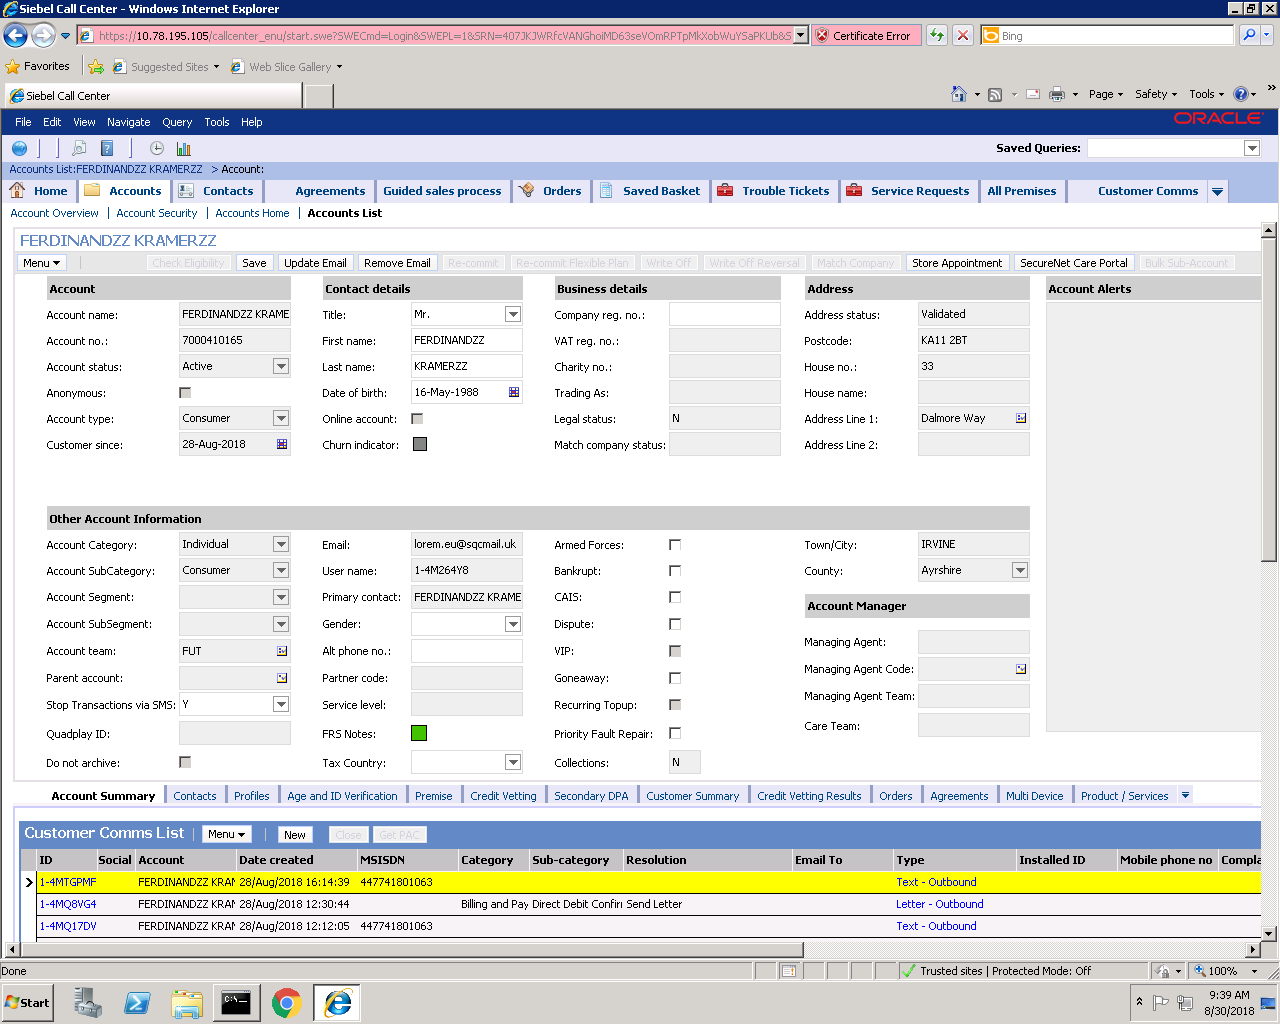 Siebel Call Center - Windows Internet Explorer
https://10.78.195.105/callcenter_enu/start.swe?SWECmd=Login&SWEPL=1&SRN= Certificate Error Bing
Favorites Suggested Sites Web Slice Gallery
Siebel Call Center Page Safety Tools
File Edit View Navigate Query Tools Help ORACLE
Saved Queries:
Accounts List:FERDINANDZZ KRAMERZZ > Account:
Home Accounts Contacts Agreements Guided sales process Orders Saved Basket Trouble Tickets Service Requests All Premises Customer Comms
Account Overview Account Security Accounts Home Accounts List
FERDINANDZZ KRAMERZZ
Menu Check Eligibility Save Update Email Remove Email Re-commit Re-commit Flexible Plan Write Off Write Off Reversal Match Company Store Appointment SecureNet Care Portal Bulk Sub-Account
Account Contact details Business details Address Account Alerts
Account name: FERDINANDZZ KRAME Title: Mr. Company reg. no.: Address status: Validated
Account no.: 7000410165 First name: FERDINANDZZ VAT reg. no.: Postcode: KA11 2BT
Account status: Active Last name: KRAMERZZ Charity no.: House no.: 33
Anonymous: Date of birth: 16-May-1988 Trading As: House name:
Account type: Consumer Online account: Legal status: N Address Line 1: Dalmore Way
Customer since: 28-Aug-2018 Churn indicator: Match company status: Address Line 2:
Other Account Information
Account Category: Individual Email: lorem.eu@sqcmail.uk Armed Forces: Town/City: IRVINE
Account SubCategory: Consumer User name: 1-4M264Y8 Bankrupt: County: Ayrshire
Account Segment: Primary contact: FERDINANDZZ KRAME CAIS: Account Manager
Account SubSegment: Gender: Dispute:
Account team: FUT Alt phone no.: VIP: Managing Agent:
Parent account: Partner code: Goneaway: Managing Agent Code:
Stop Transactions via SMS: Y Service level: Recurring Topup: Managing Agent Team:
Quadplay ID: FRS Notes: Priority Fault Repair: Care Team:
Do not archive: Tax Country: Collections: N
Account Summary Contacts Profiles Age and ID Verification Premise Credit Vetting Secondary DPA Customer Summary Credit Vetting Results Orders Agreements Multi Device Product / Services
Customer Comms List Menu New Close Get PAC
ID Social Account Date created MSISDN Category Sub-category Resolution Email To Type Installed ID Mobile phone no Compla
1-4MTGPMF FERDINANDZZ KRAM 28/Aug/2018 16:14:39 447741801063 Text - Outbound
1-4MQ8VG4 FERDINANDZZ KRAM 28/Aug/2018 12:30:44 Billing and Pay Direct Debit Confirm Send Letter Letter - Outbound
1-4MQ17DV FERDINANDZZ KRAM 28/Aug/2018 12:12:05 447741801063 Text - Outbound
Done Trusted sites | Protected Mode: Off 100%
Start 9:39 AM
8/30/2018